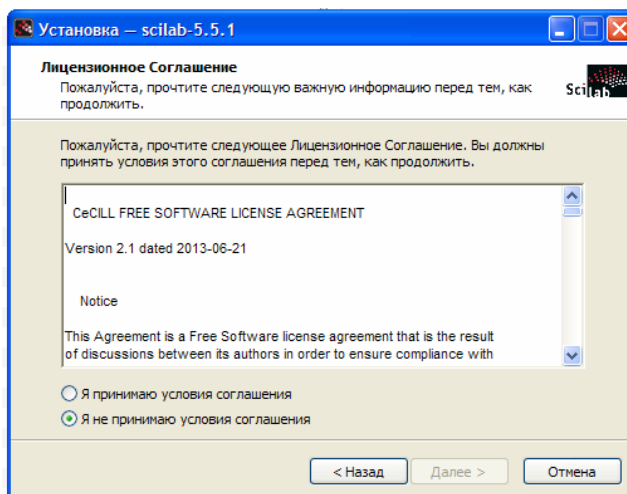 Установка — scilab-5.5.1
Лицензионное Соглашение
Пожалуйста, прочтите следующую важную информацию перед тем, как
продолжить.
Scilab
Пожалуйста, прочтите следующее Лицензионное Соглашение. Вы должны
принять условия этого соглашения перед тем, как продолжить.
CeCILL FREE SOFTWARE LICENSE AGREEMENT
Version 2.1 dated 2013-06-21
Notice
This Agreement is a Free Software license agreement that is the result
of discussions between its authors in order to ensure compliance with
Я принимаю условия соглашения
Я не принимаю условия соглашения
< Назад
Далее >
Отмена